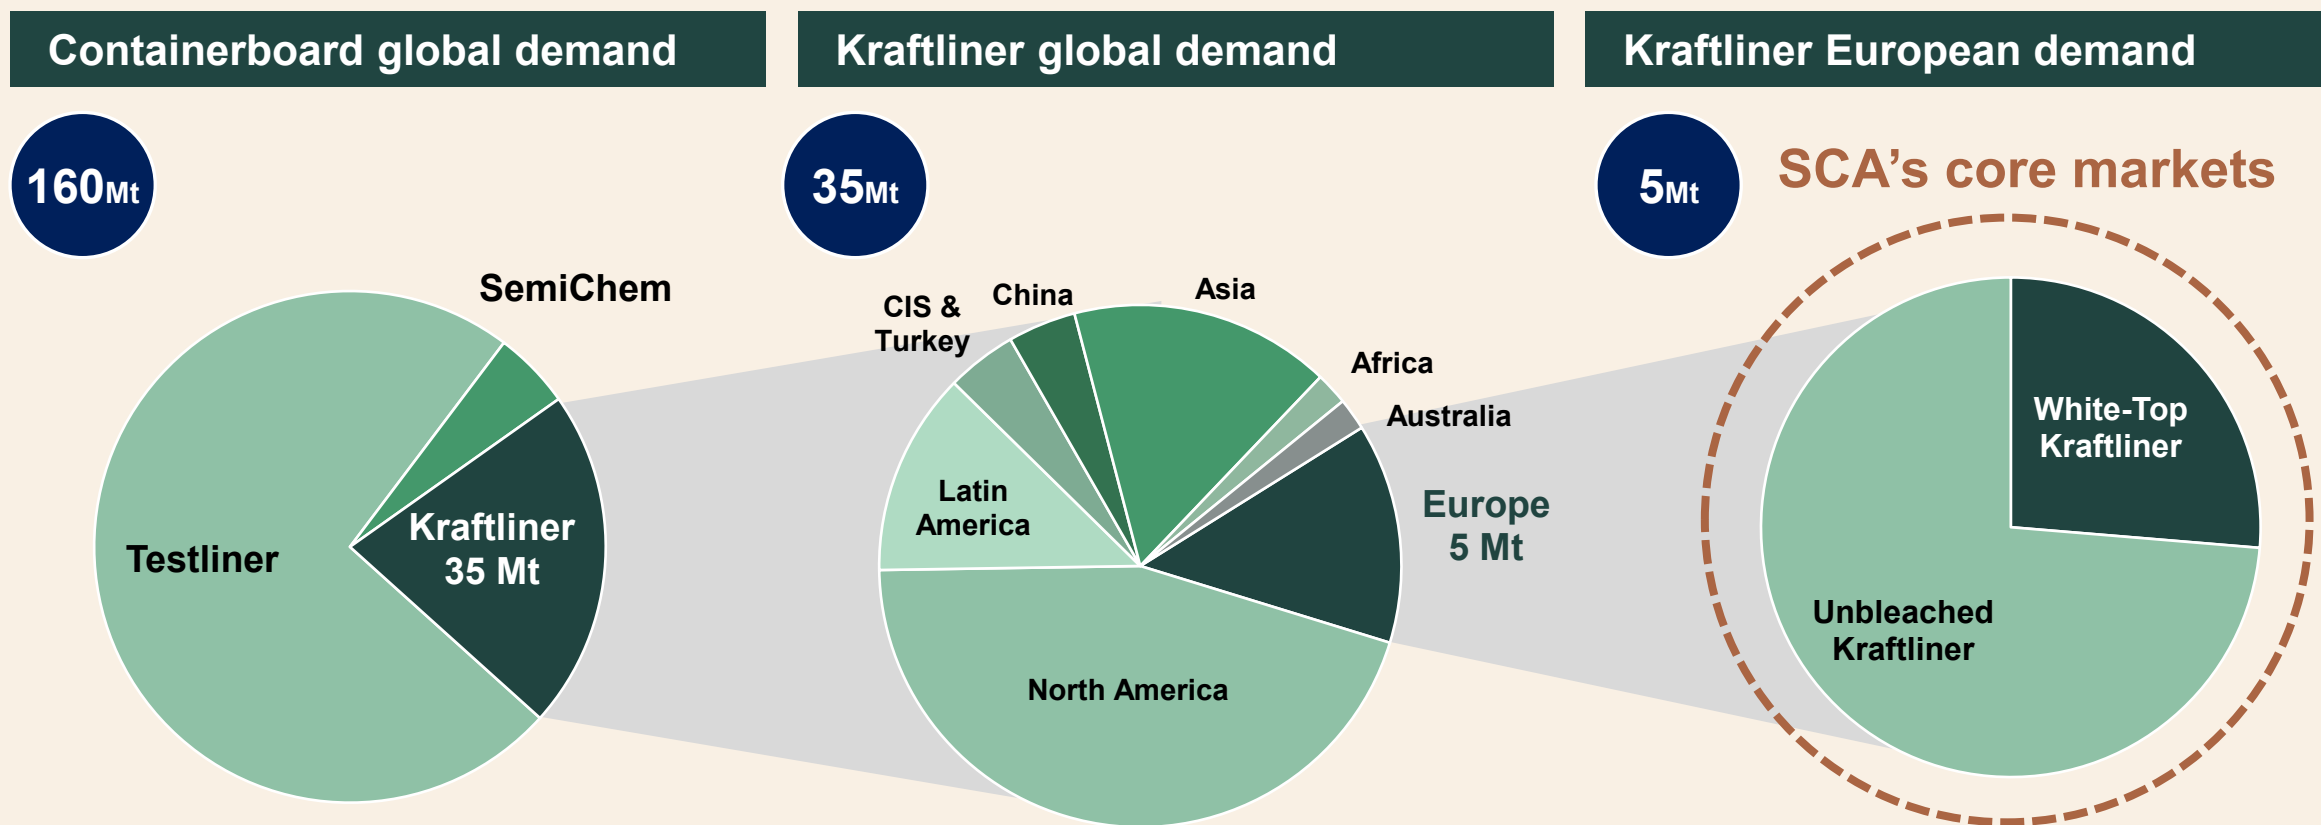 Containerboard global demand
160Mt
SemiChem
Testliner
Kraftliner
35 Mt
Kraftliner global demand
35Mt
CIS &
Turkey
China
Asia
Africa
Australia
Latin
America
Europe
5 Mt
North America
Kraftliner European demand
5Mt
SCA’s core markets
White-Top
Kraftliner
Unbleached
Kraftliner